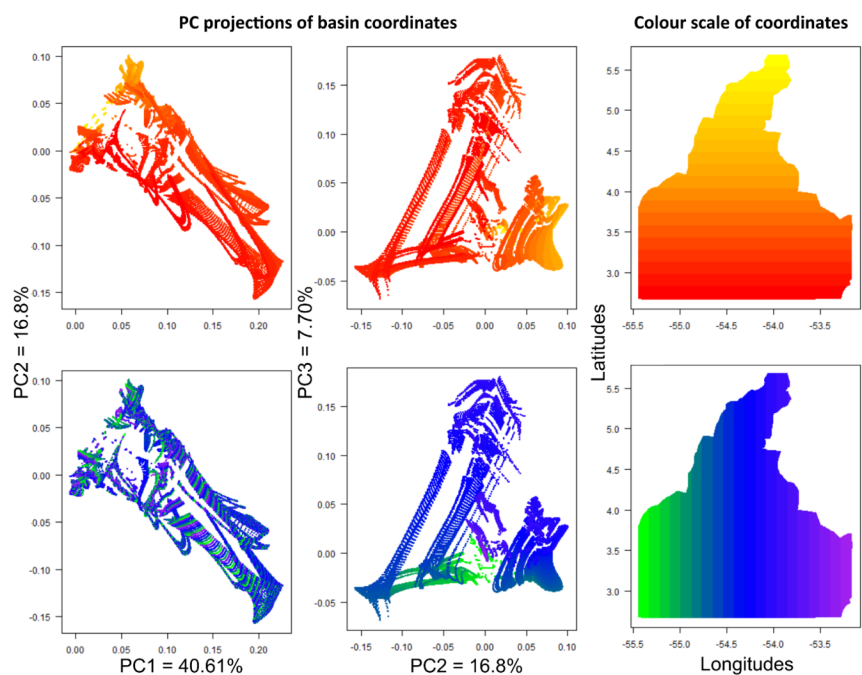 PC projections of basin coordinates
Colour scale of coordinates
0.10
0.05
0.00
0.05
0.10
0.15
0.00 0.05 0.10 0.15 0.20
PC2 = 16.8%
0.15
0.10
0.05
0.00
-0.05
-0.15 -0.10 -0.05 0.00 0.05 0.10
PC3 = 7.70%
5.5
5.0
4.5
4.0
3.5
3.0
-55.5 -55.0 -54.5 -54.0 -53.5
Latitudes
0.10
0.05
0.00
0.05
-0.10
-0.15
0.00 0.05 0.10 0.15 0.20
PC1 = 40.61%
0.15
0.10
0.05
0.00
-0.05
-0.15 -0.10 -0.05 0.00 0.05 0.10
PC2 = 16.8%
5.5
5.0
4.5
4.0
3.5
3.0
-55.5 -55.0 -54.5 -54.0 -53.5
Longitudes